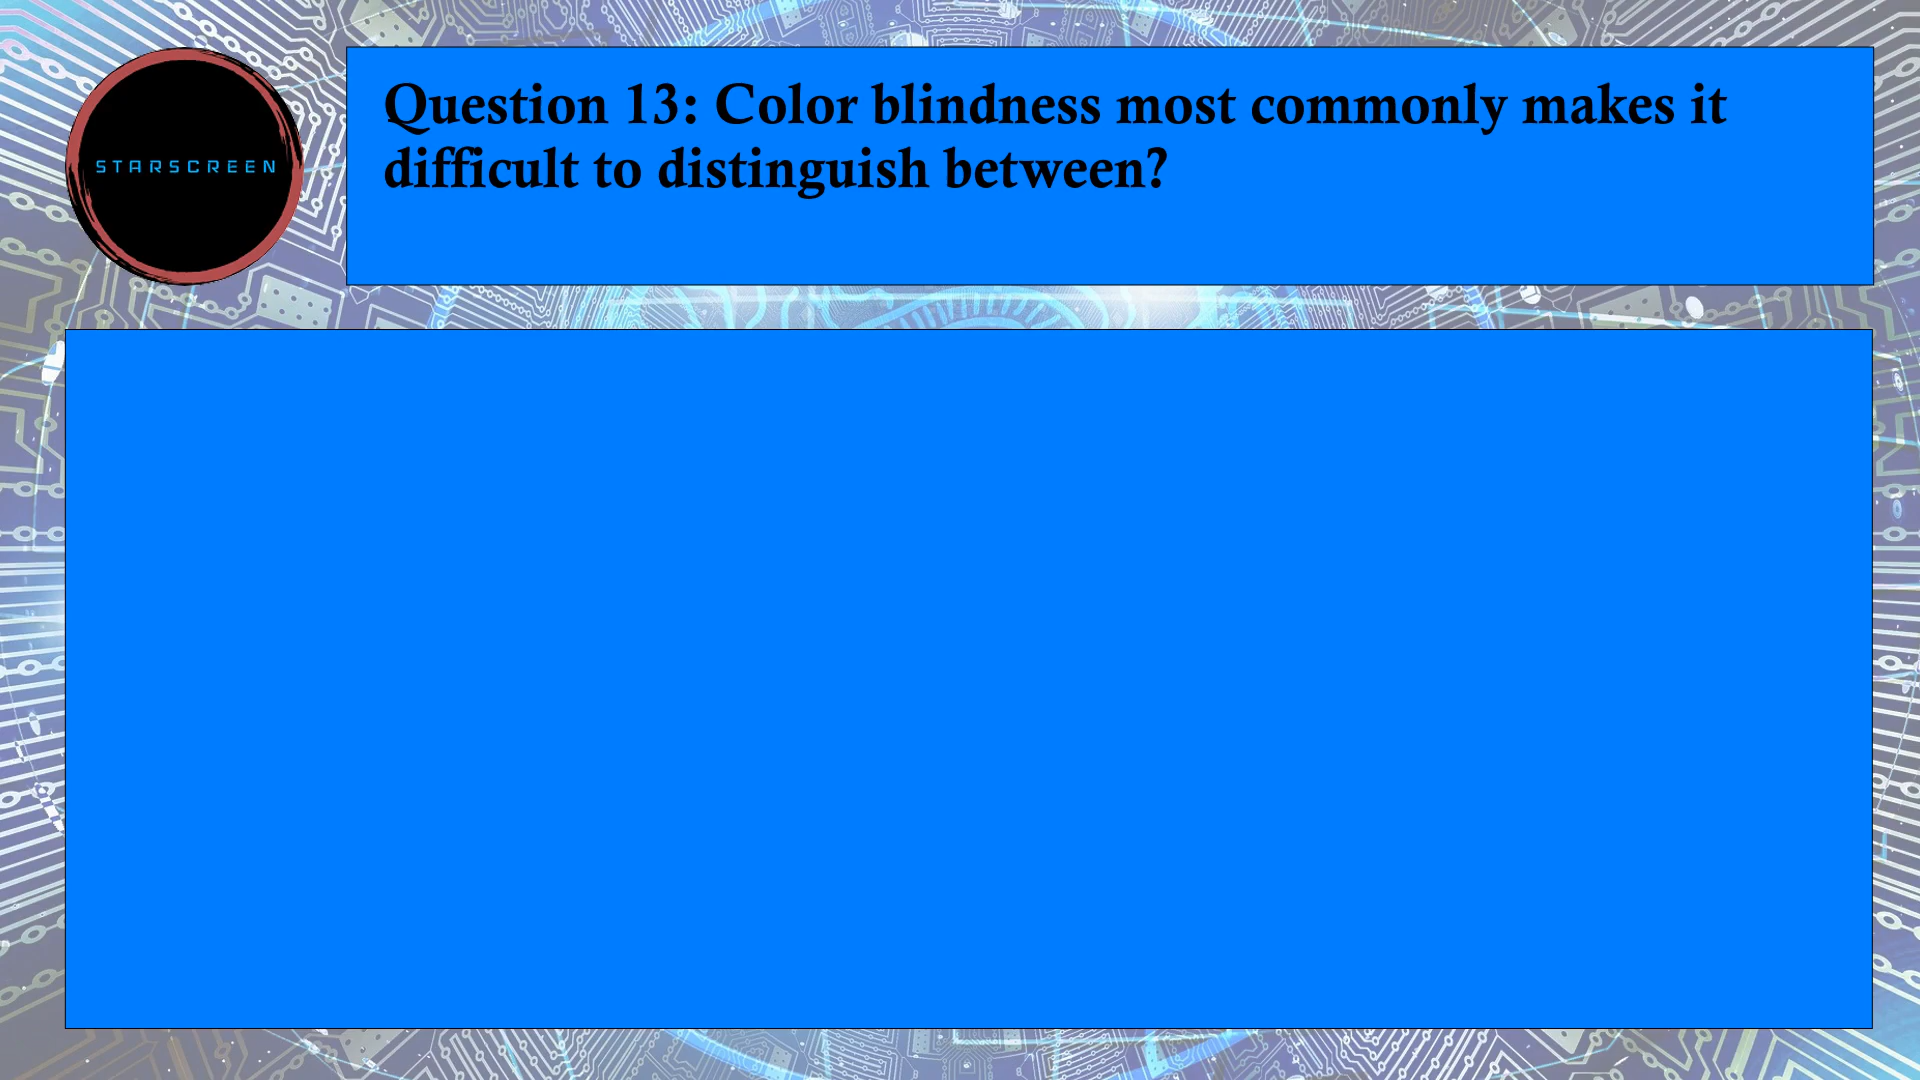 STARSCREEN
Question 13: Color blindness most commonly makes it
difficult to distinguish between?